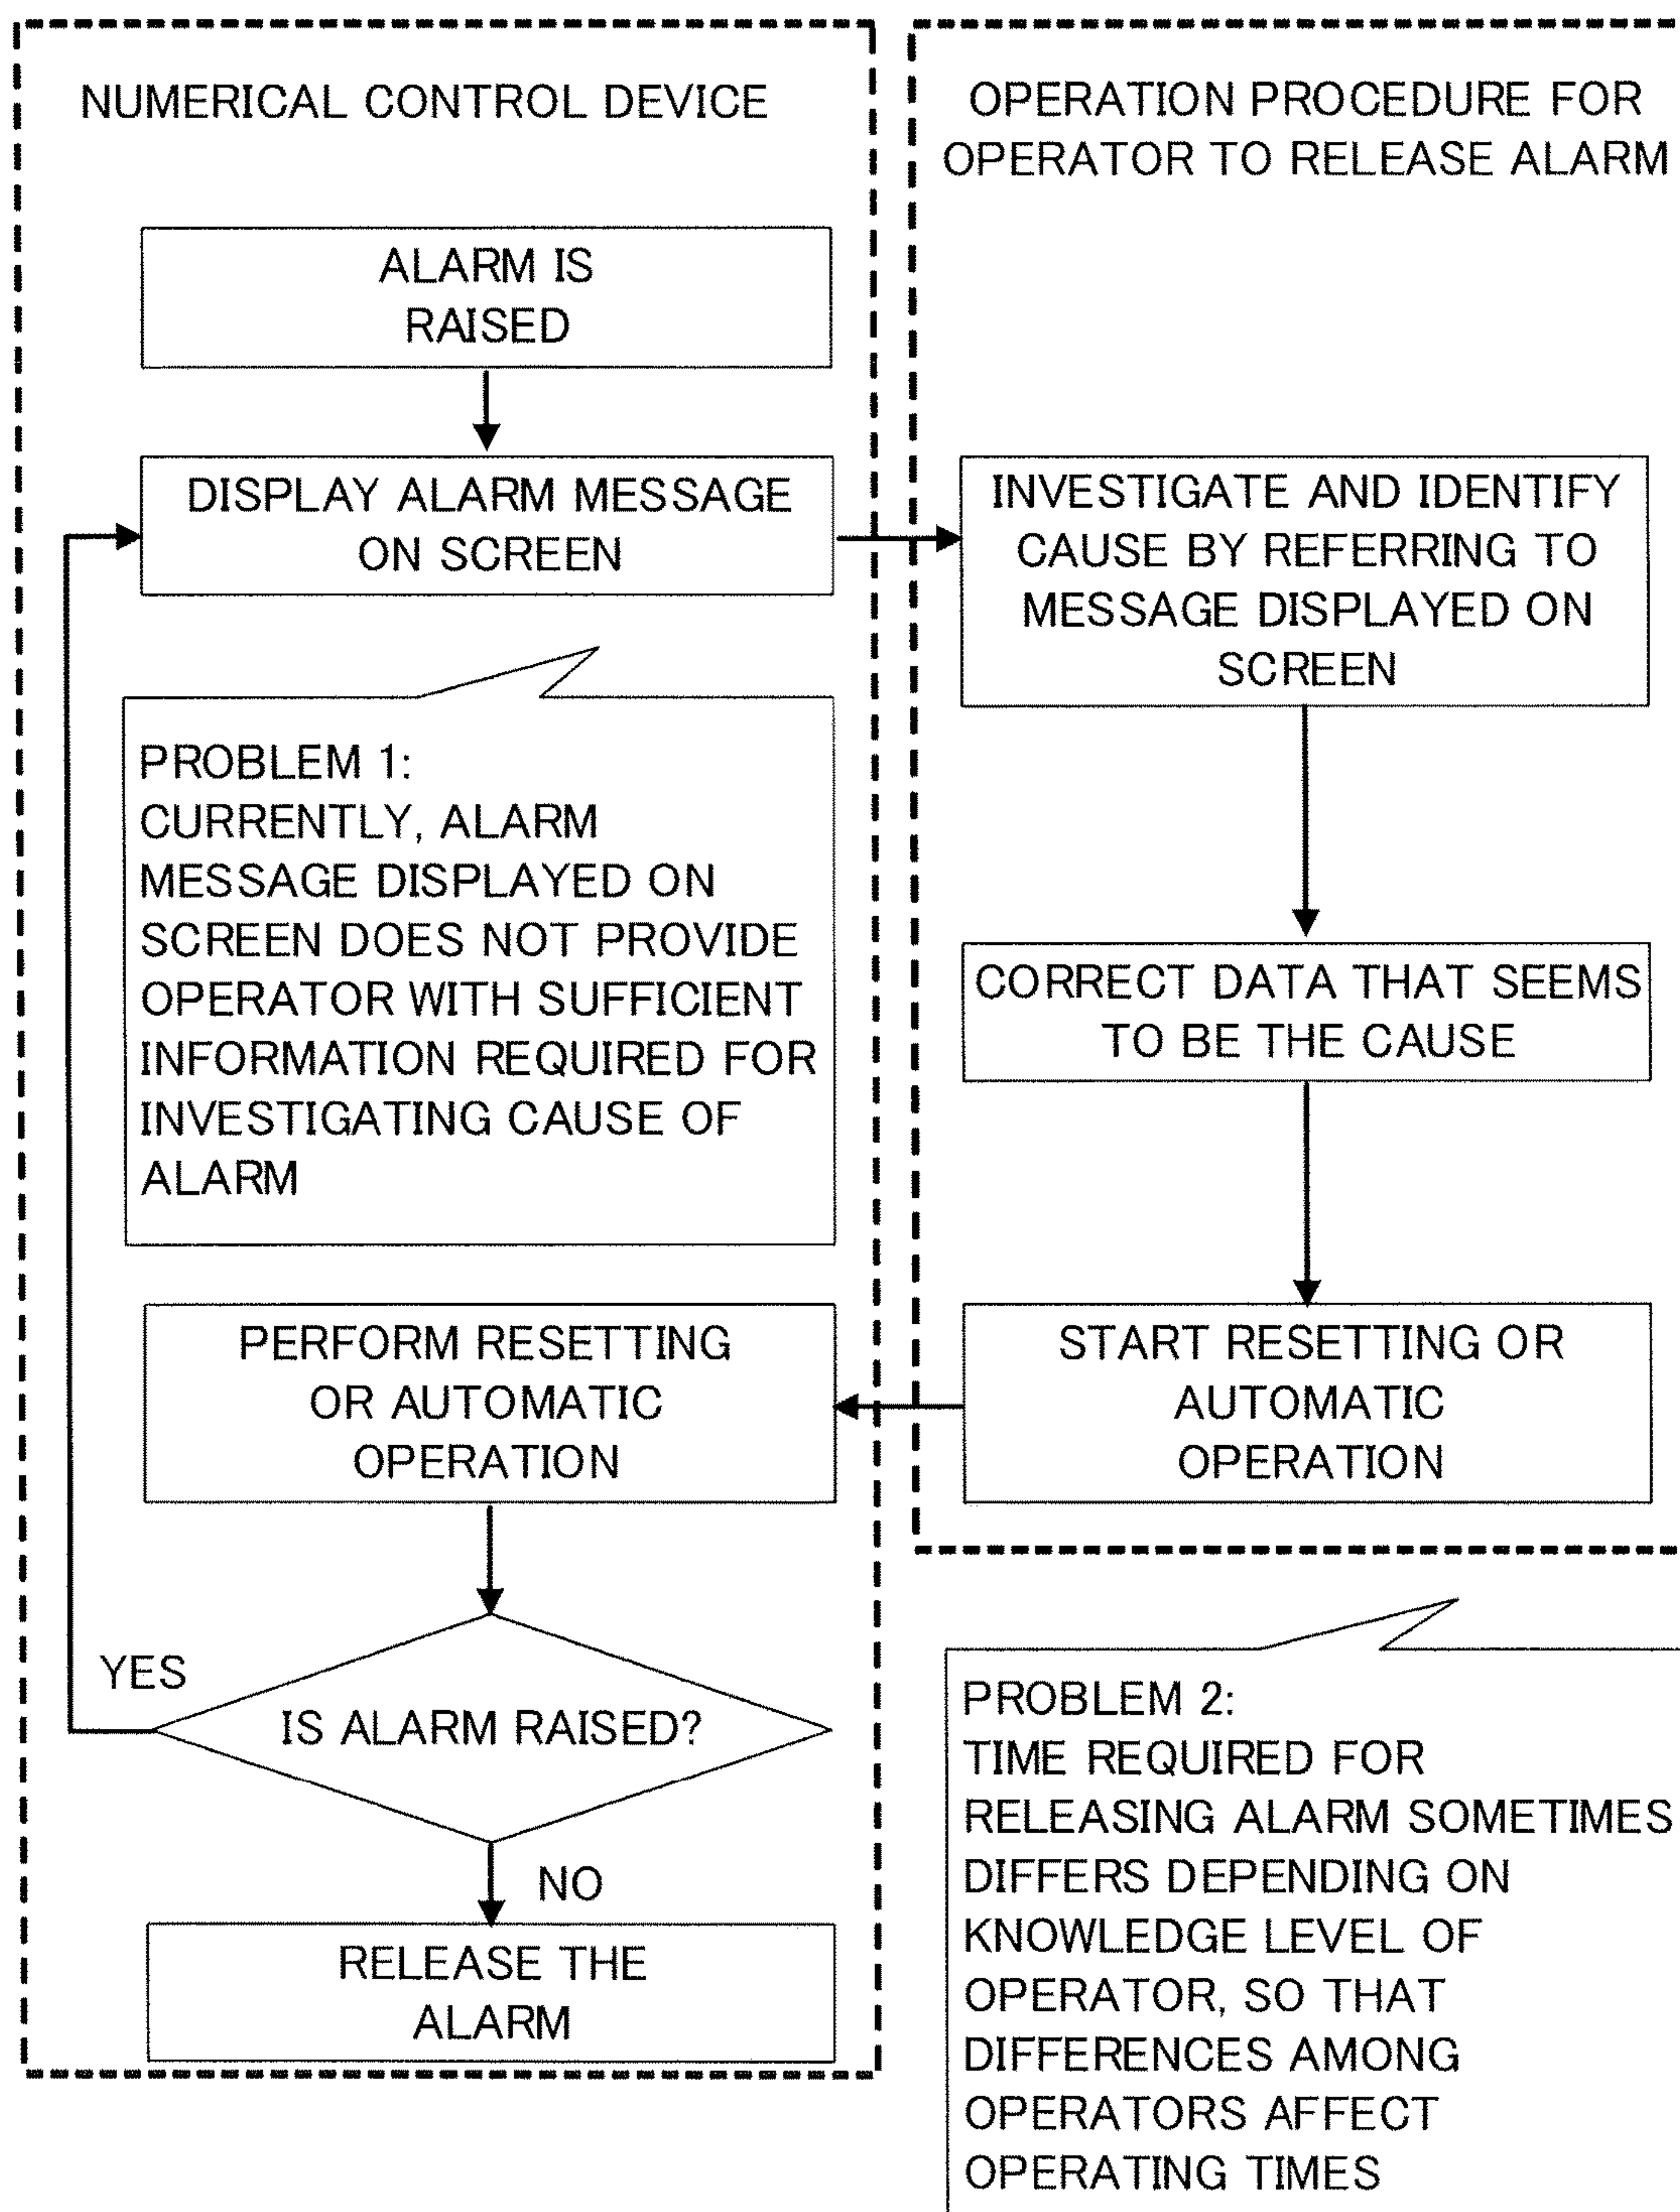 NUMERICAL CONTROL DEVICE
ALARM IS
RAISED
DISPLAY ALARM MESSAGE
ON SCREEN
PROBLEM 1:
CURRENTLY, ALARM
MESSAGE DISPLAYED ON
SCREEN DOES NOT PROVIDE
OPERATOR WITH SUFFICIENT
INFORMATION REQUIRED FOR
INVESTIGATING CAUSE OF
ALARM
PERFORM RESETTING
OR AUTOMATIC
OPERATION
YES
IS ALARM RAISED?
NO
RELEASE THE
ALARM
OPERATION PROCEDURE FOR
OPERATOR TO RELEASE ALARM
INVESTIGATE AND IDENTIFY
CAUSE BY REFERRING TO
MESSAGE DISPLAYED ON
SCREEN
CORRECT DATA THAT SEEMS
TO BE THE CAUSE
START RESETTING OR
AUTOMATIC
OPERATION
PROBLEM 2:
TIME REQUIRED FOR
RELEASING ALARM SOMETIMES
DIFFERS DEPENDING ON
KNOWLEDGE LEVEL OF
OPERATOR, SO THAT
DIFFERENCES AMONG
OPERATORS AFFECT
OPERATING TIMES